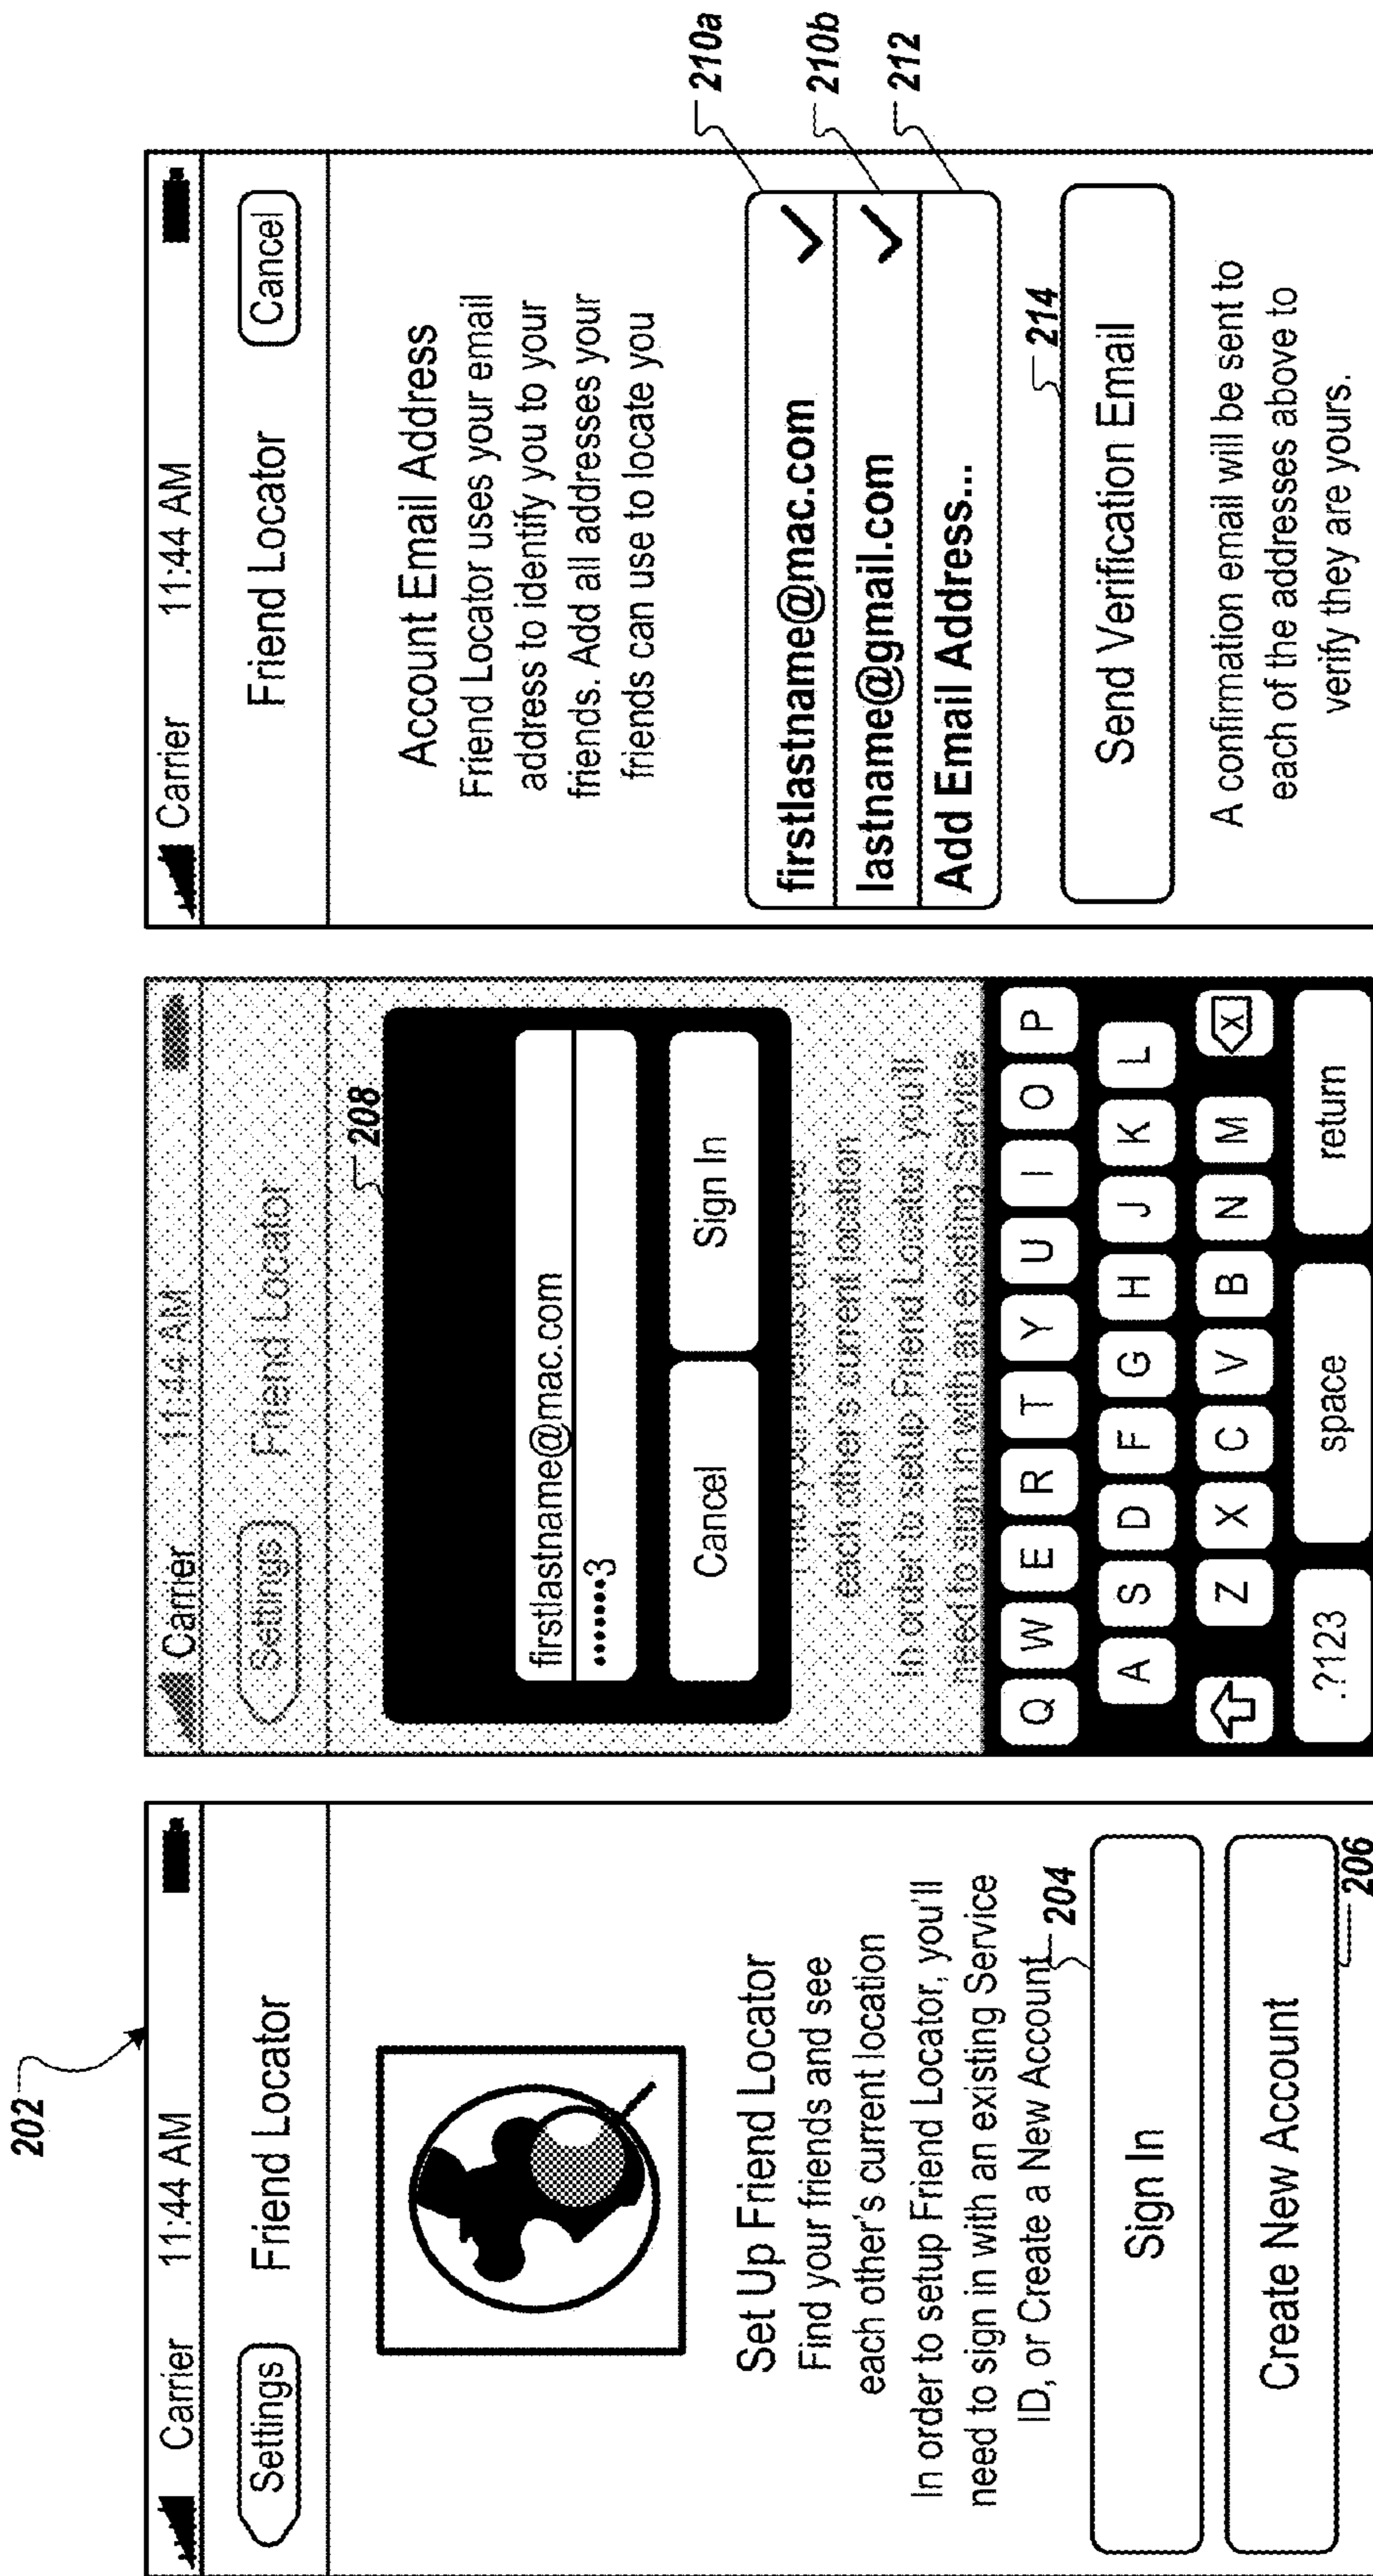 202
Carrier 11:44 AM
Settings Friend Locator
Set Up Friend Locator
Find your friends and see
each other's current location
In order to setup Friend Locator, you'll
need to sign in with an existing Service
ID, or Create a New Account
204
Sign In
Create New Account
206
Carrier 11:44 AM
Settings Friend Locator
208
firstlastname@mac.com
•••••••3
Cancel Sign In
Find your friends and see
each others current location
In order to setup Friend Locator you'll
need to sign in with an existing Service
Q W E R T Y U I O P
A S D F G H J K L
Z X C V B N M X
.?123 space return
Carrier 11:44 AM
Friend Locator Cancel
Account Email Address
Friend Locator uses your email
address to identify you to your
friends. Add all addresses your
friends can use to locate you
210a
firstlastname@mac.com
210b
lastname@gmail.com
212
Add Email Address...
214
Send Verification Email
A confirmation email will be sent to
each of the addresses above to
verify they are yours.